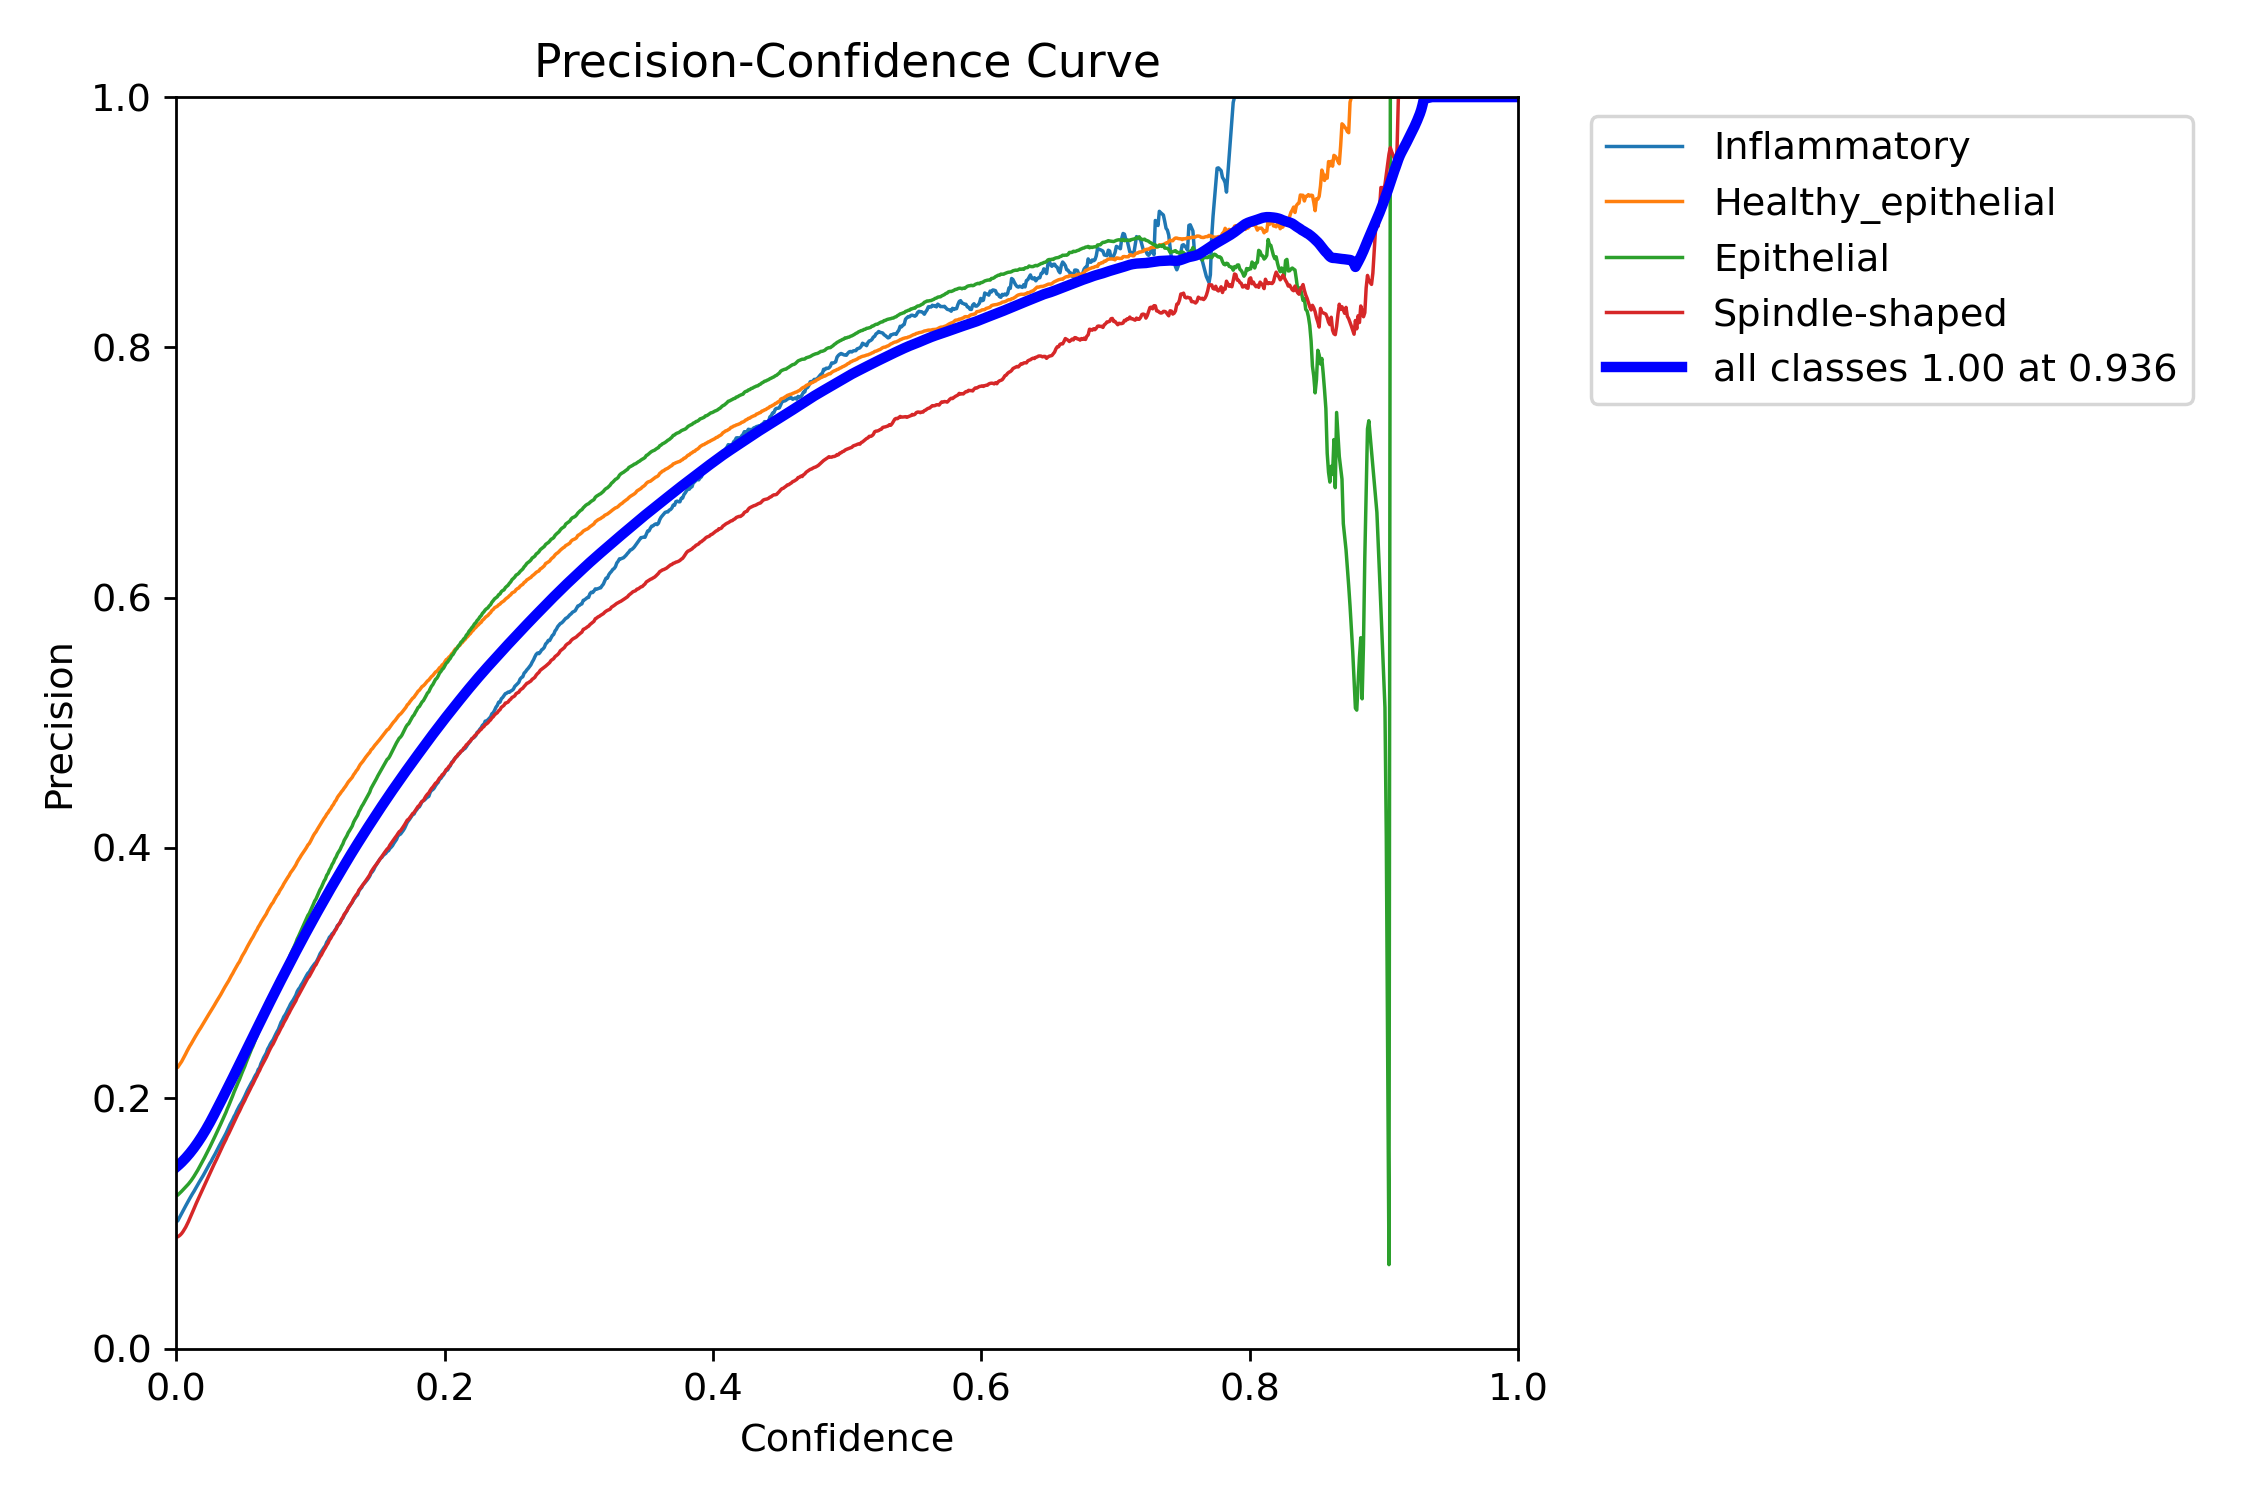 Precision-Confidence Curve
1.0
0.8
0.6
0.4
0.2
0.0
Precision
0.0 0.2 0.4 0.6 0.8 1.0
Confidence
Inflammatory
Healthy_epithelial
Epithelial
Spindle-shaped
all classes 1.00 at 0.936